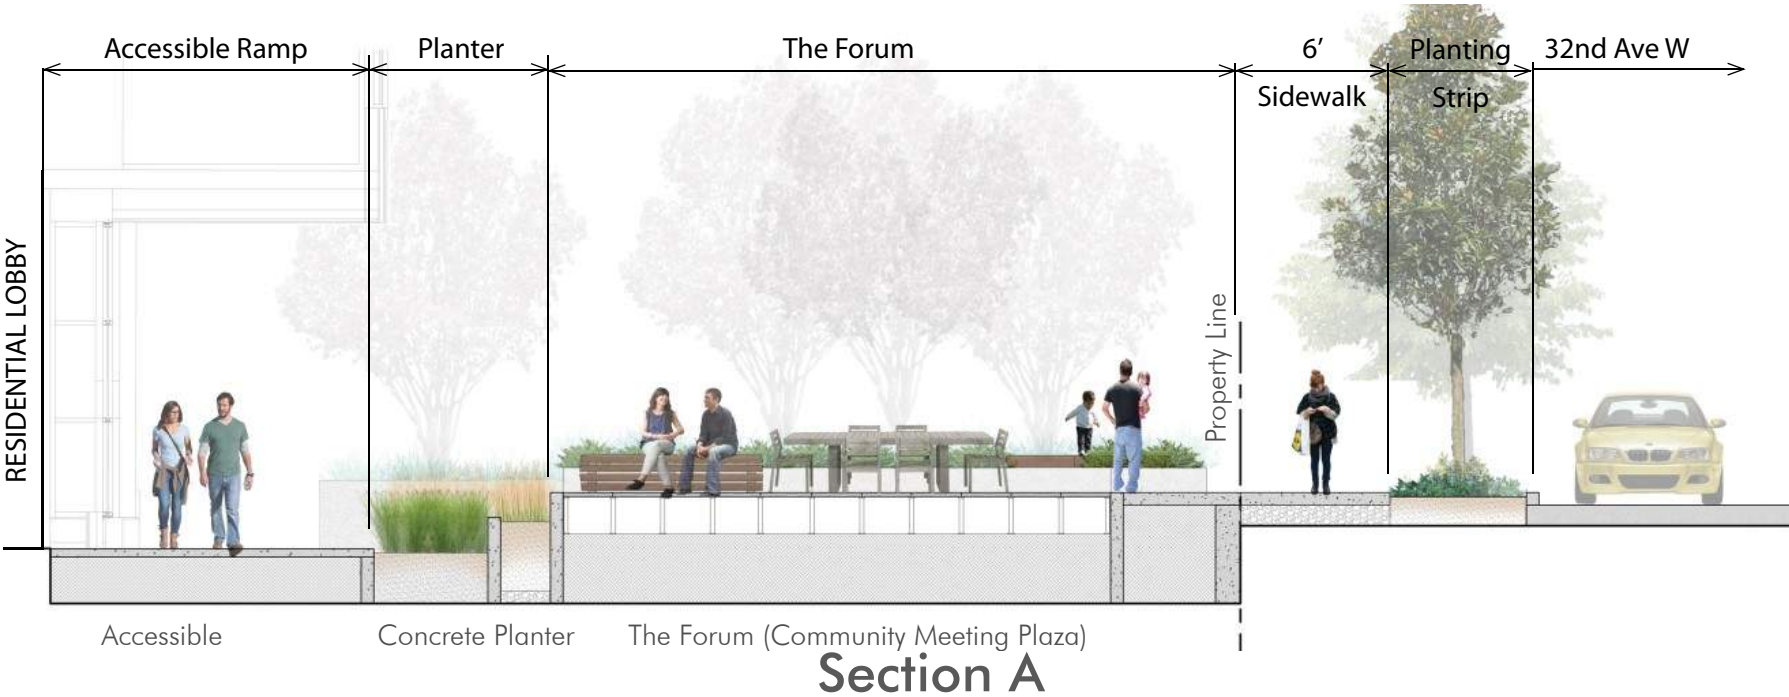 Accessible Ramp
Planter
The Forum
6’
Sidewalk
Planting
Strip
32nd Ave W
RESIDENTIAL LOBBY
Property Line
Accessible
Concrete Planter
The Forum (Community Meeting Plaza)
Section A